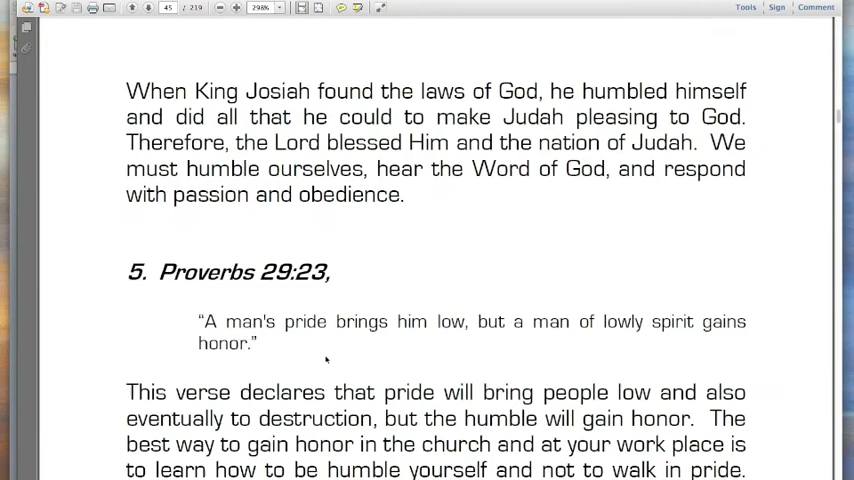 45 / 219
298%
Tools Sign Comment
When King Josiah found the laws of God, he humbled himself
and did all that he could to make Judah pleasing to God.
Therefore, the Lord blessed Him and the nation of Judah. We
must humble ourselves, hear the Word of God, and respond
with passion and obedience.
5. Proverbs 29:23,
“A man's pride brings him low, but a man of lowly spirit gains
honor.”
This verse declares that pride will bring people low and also
eventually to destruction, but the humble will gain honor. The
best way to gain honor in the church and at your work place is
to learn how to be humble yourself and not to walk in pride.